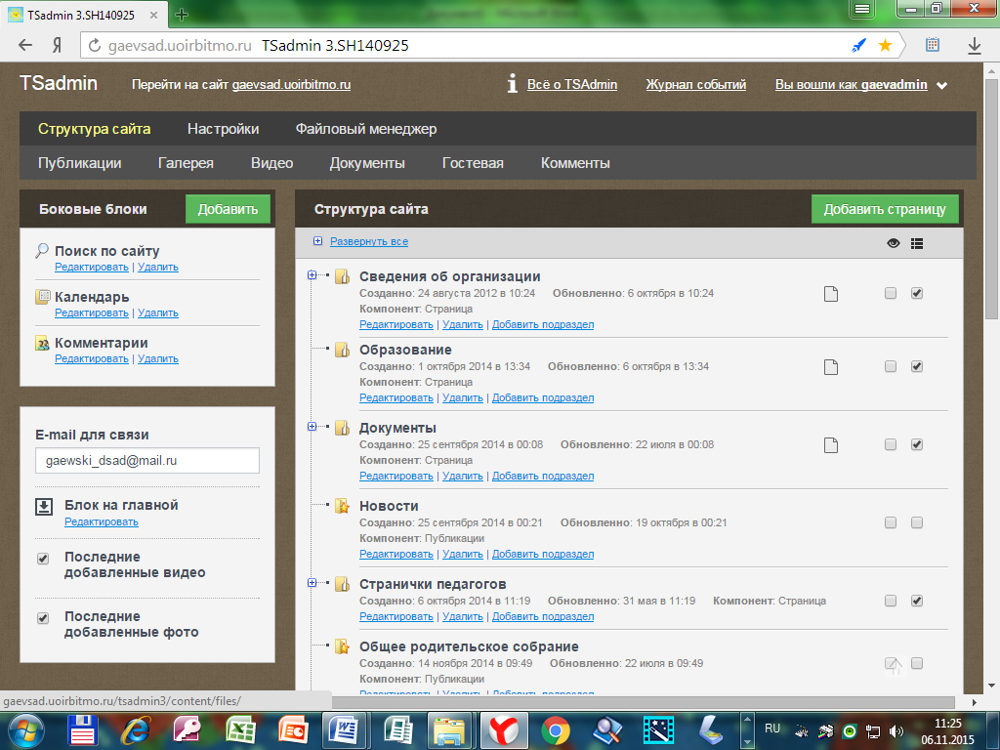 TSadmin 3.SH140925
gaevsad.uoirbitmo.ru TSadmin 3.SH140925
TSadmin Перейти на сайт gaevsad.uoirbitmo.ru Всё о TSAdmin Журнал событий Вы вошли как gaevadmin
Структура сайта Настройки Файловый менеджер
Публикации Галерея Видео Документы Гостевая Комменты
Боковые блоки Добавить
Поиск по сайту
Редактировать | Удалить
Календарь
Редактировать | Удалить
Комментарии
Редактировать | Удалить
E-mail для связи
gaewski_dsad@mail.ru
Блок на главной
Редактировать
Последние
добавленные видео
Последние
добавленные фото
Структура сайта Добавить страницу
Развернуть все
Сведения об организации
Созданно: 24 августа 2012 в 10:24 Обновленно: 6 октября в 10:24
Компонент: Страница
Редактировать | Удалить | Добавить подраздел
Образование
Созданно: 1 октября 2014 в 13:34 Обновленно: 6 октября в 13:34
Компонент: Страница
Редактировать | Удалить | Добавить подраздел
Документы
Созданно: 25 сентября 2014 в 00:08 Обновленно: 22 июля в 00:08
Компонент: Страница
Редактировать | Удалить | Добавить подраздел
Новости
Созданно: 25 сентября 2014 в 00:21 Обновленно: 19 октября в 00:21
Компонент: Публикации
Редактировать | Удалить | Добавить подраздел
Странички педагогов
Созданно: 6 октября 2014 в 11:19 Обновленно: 31 мая в 11:19 Компонент: Страница
Редактировать | Удалить | Добавить подраздел
Общее родительское собрание
Созданно: 14 ноября 2014 в 09:49 Обновленно: 22 июля в 09:49
Компонент: Публикации
Редактировать | Удалить | Добавить подраздел
gaevsad.uoirbitmo.ru/tsadmin3/content/files/
RU
11:25
06.11.2015